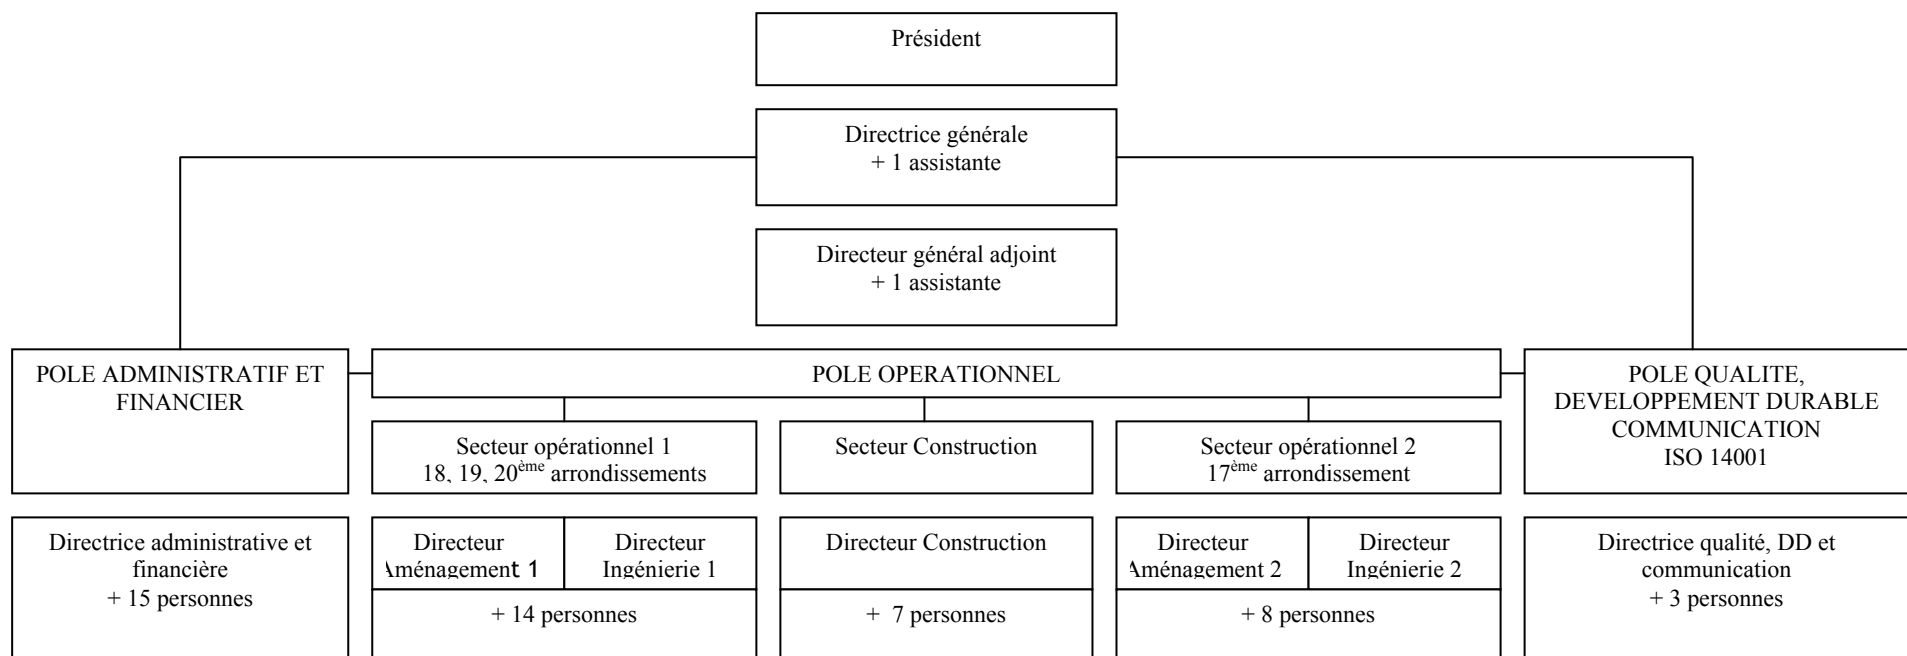 Président
Directrice générale
+ 1 assistante
Directeur général adjoint
+ 1 assistante
POLE ADMINISTRATIF ET
FINANCIER
POLE OPERATIONNEL
POLE QUALITE,
DEVELOPPEMENT DURABLE
COMMUNICATION
ISO 14001
Secteur opérationnel 1
18, 19, 20ème arrondissements
Secteur Construction
Secteur opérationnel 2
17ème arrondissement
Directrice administrative et
financière
+ 15 personnes
Directeur
Aménagement 1
Directeur
Ingénierie 1
+ 14 personnes
Directeur Construction
+ 7 personnes
Directeur
Aménagement 2
Directeur
Ingénierie 2
+ 8 personnes
Directrice qualité, DD et
communication
+ 3 personnes